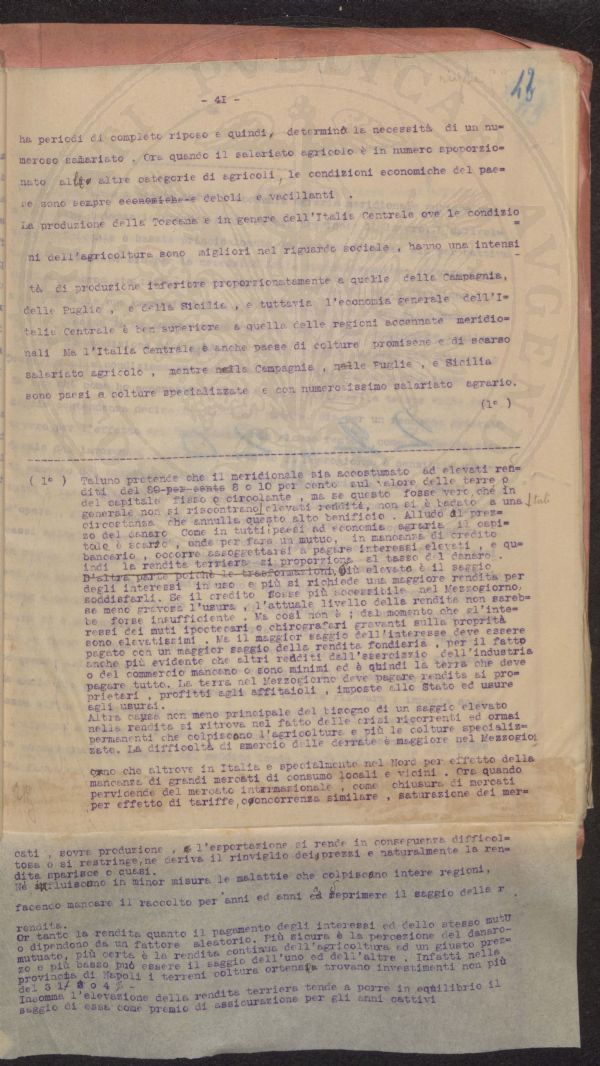 42
- 4I -
ha periodi di completo riposo e quindi, determinò la necessità di un nu=
meroso salariato . Ora quando il salariato agricolo è in numero sporporzio=
nato alle altre categorie di agricoli , le condizioni economiche del pae=
se sono sempre economiche e deboli e vacillanti .
La produzione della Toscana e in genere dell'Italia Centrale ove le condizio
=
ni dell'agricoltura sono migliori nel riguardo sociale , hanno una intensi
-
tà di produzione inferiore proporzionatamente a quelle della Campagnia,
delle Puglie , e della Sicilia , e tuttavia l'economia generale dell'I=
talia Centrale è ben superiore a quella delle regioni accennate meridio=
nali Ma l'Italia Centrale è anche paese di colture promiscue e di scarso
salariato agricolo , mentre nella Campagnia , nelle Puglie , e Sicilia
sono paesi a colture specializzate e con numerosissimo salariato agrario.
(1° )
( 1° ) Taluno pretende che il meridionale sia accostumato ad elevati ren=
diti del 80 per cento 8 o 10 per cento sul valore delle terre o
del capitale fisso o circolante , ma se questo fosse vero, chè in
generale non si riscontrano elevati rendita, non si è badato a una
tali
circostanza che annulla questo alto benificio . Alludo al prez=
zo del danaro Come in tutti i paesi ad economia agraria il capi=
tale è scarso , onde per fare un mutuo, in mancanza di credito
bancario , occorre assoggettarsi a pagare interessi elevati , e qu=
indi la rendita terriera si proporziona al tasso del danaro .
D'altra parte poichè le trasformazioni, Più elevato è il saggio
degli interessi in uso e più si richiede una maggiore rendita per
soddisfarli. Se il credito fosse più accessibile nel Mezzogiorno,
se meno gravosa l'usura , l'attuale livello della rendita non sareb=
be forse insufficiente . Ma così non è ; dal momento che gl'inte=
ressi dei muti ipotecari o chirografari gravanti sulla proprità
sono elevatissimi . Ma il maggior saggio dell'interesse deve essere
pagato con un maggior saggio della rendita fondiaria , per il fatto
anche più evidente che altri redditi dall'esercizio dell'industria
o del commercio mancano o sono minimi ed è quindi la terra che deve
pagare tutto. La terra nel Mezzogiorno deve pagare rendita ai pro=
prietari , profitti agli affitaioli , imposte allo Stato ed usure
agli usurai.
Altra causa non meno principale del bisogno di un saggio elevato
nella rendita si ritrova nel fatto delle crisi ricorrenti ed ormai
permanenti che colpiscono l'agricoltura e più le colture specializ=
zate. La difficoltà di smercio delle derrate è maggiore nel Mezzogio
orno che altrove in Italia e specialmente nel Nord per effetto della
mancanza di grandi mercati di consumo locali e vicini . Ora quando
pervicende del mercato internazionale , come chiusura di mercati
per effetto di tariffe, concorrenza similare , saturazione dei mer=
cati , sovra produzione , l'esportazione si rende in conseguenza difficol=
tosa o si restringe, ne deriva il rinviglio dei prezzi e naturalmente la ren=
dita sparisce o quasi.
Nè influiscono in minor misura le malattie che colpiscono intere regioni,
facendo mancare il raccolto per anni ed anni ed a deprimere il saggio della r
rendita.
Or tanto la rendita quanto il pagamento degli interessi ed dello stesso mutU
o dipendono da un fattore aleatorio. Più sicura è la percezione del danaro=
mutuato, più certa è la rendita continua dell'agricoltura ad un giusto prez=
zo e più basso può essere il saggio dell'uno ed dell'altre . Infatti nella
provincia di Napoli i terreni coltura ortensia trovano investimenti non più
del 3 1/ o 4 -
Insomma l'elevazione della rendita terriera tende a porre in equilibrio il
saggio di essa come premio di assicurazione per gli anni cattivi